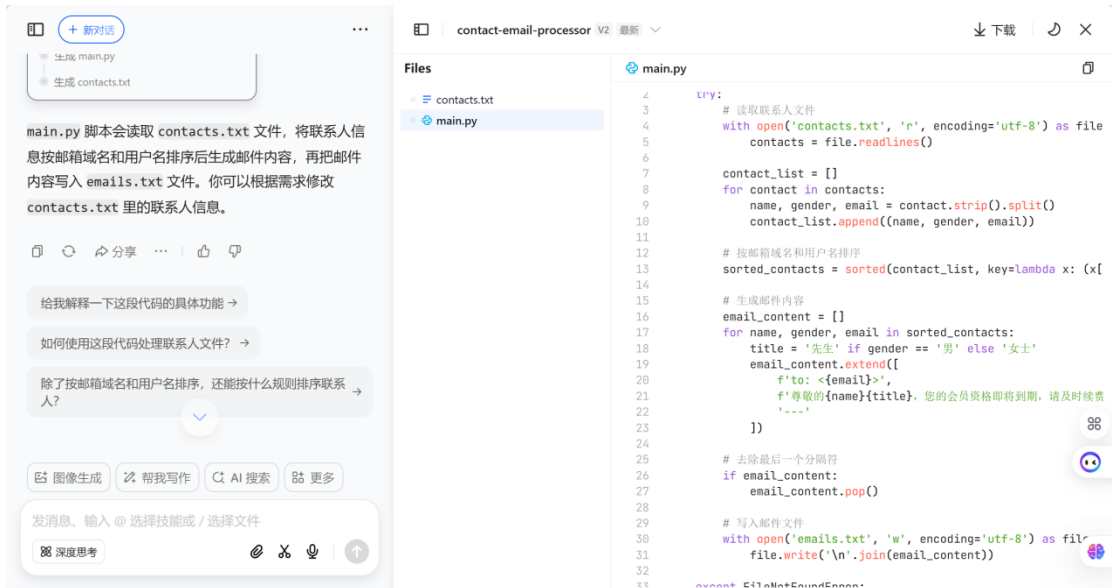 + 新对话
生成 main.py
生成 contacts.txt
main.py 脚本会读取 contacts.txt 文件，将联系人信
息按邮箱域名和用户名排序后生成邮件内容，再把邮件
内容写入 emails.txt 文件。你可以根据需求修改
contacts.txt 里的联系人信息。
分享
给我解释一下这段代码的具体功能 →
如何使用这段代码处理联系人文件？ →
除了按邮箱域名和用户名排序，还能按什么规则排序联系
人？ →
图像生成 帮我写作 AI 搜索 更多
发消息、输入 @ 选择技能或 / 选择文件
深度思考
contact-email-processor V2 最新
下载
Files
contacts.txt
main.py
main.py
2 try:
3 # 读取联系人文件
4 with open('contacts.txt', 'r', encoding='utf-8') as file
5 contacts = file.readlines()
6
7 contact_list = []
8 for contact in contacts:
9 name, gender, email = contact.strip().split()
10 contact_list.append((name, gender, email))
11
12 # 按邮箱域名和用户名排序
13 sorted_contacts = sorted(contact_list, key=lambda x: (x[
14
15 # 生成邮件内容
16 email_content = []
17 for name, gender, email in sorted_contacts:
18 title = '先生' if gender == '男' else '女士'
19 email_content.extend([
20 f'to: <{email}>',
21 f'尊敬的{name}{title}，您的会员资格即将到期，请及时续费
22 '---'
23 ])
24
25 # 去除最后一个分隔符
26 if email_content:
27 email_content.pop()
28
29 # 写入邮件文件
30 with open('emails.txt', 'w', encoding='utf-8') as file
31 file.write('\n'.join(email_content))
32
33 except FileNotFoundError: